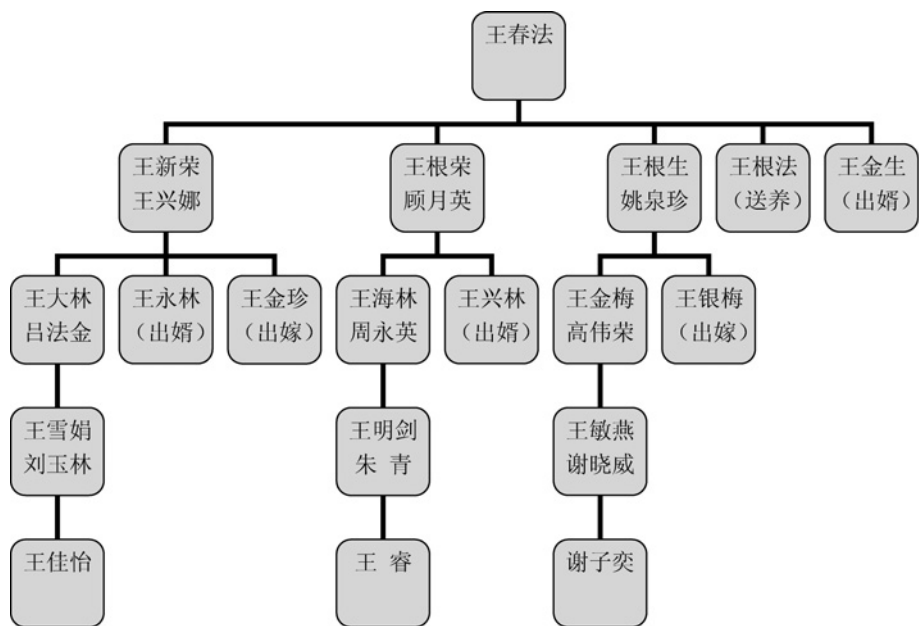 王春法
王新荣
王兴娜
王根荣
顾月英
王根生
姚泉珍
王根法
（送养）
王金生
（出婿）
王大林
吕法金
王永林
（出婿）
王金珍
（出嫁）
王海林
周永英
王兴林
（出婿）
王金梅
高伟荣
王银梅
（出嫁）
王雪娟
刘玉林
王明剑
朱 青
王敏燕
谢晓威
王佳怡
王 睿
谢子奕